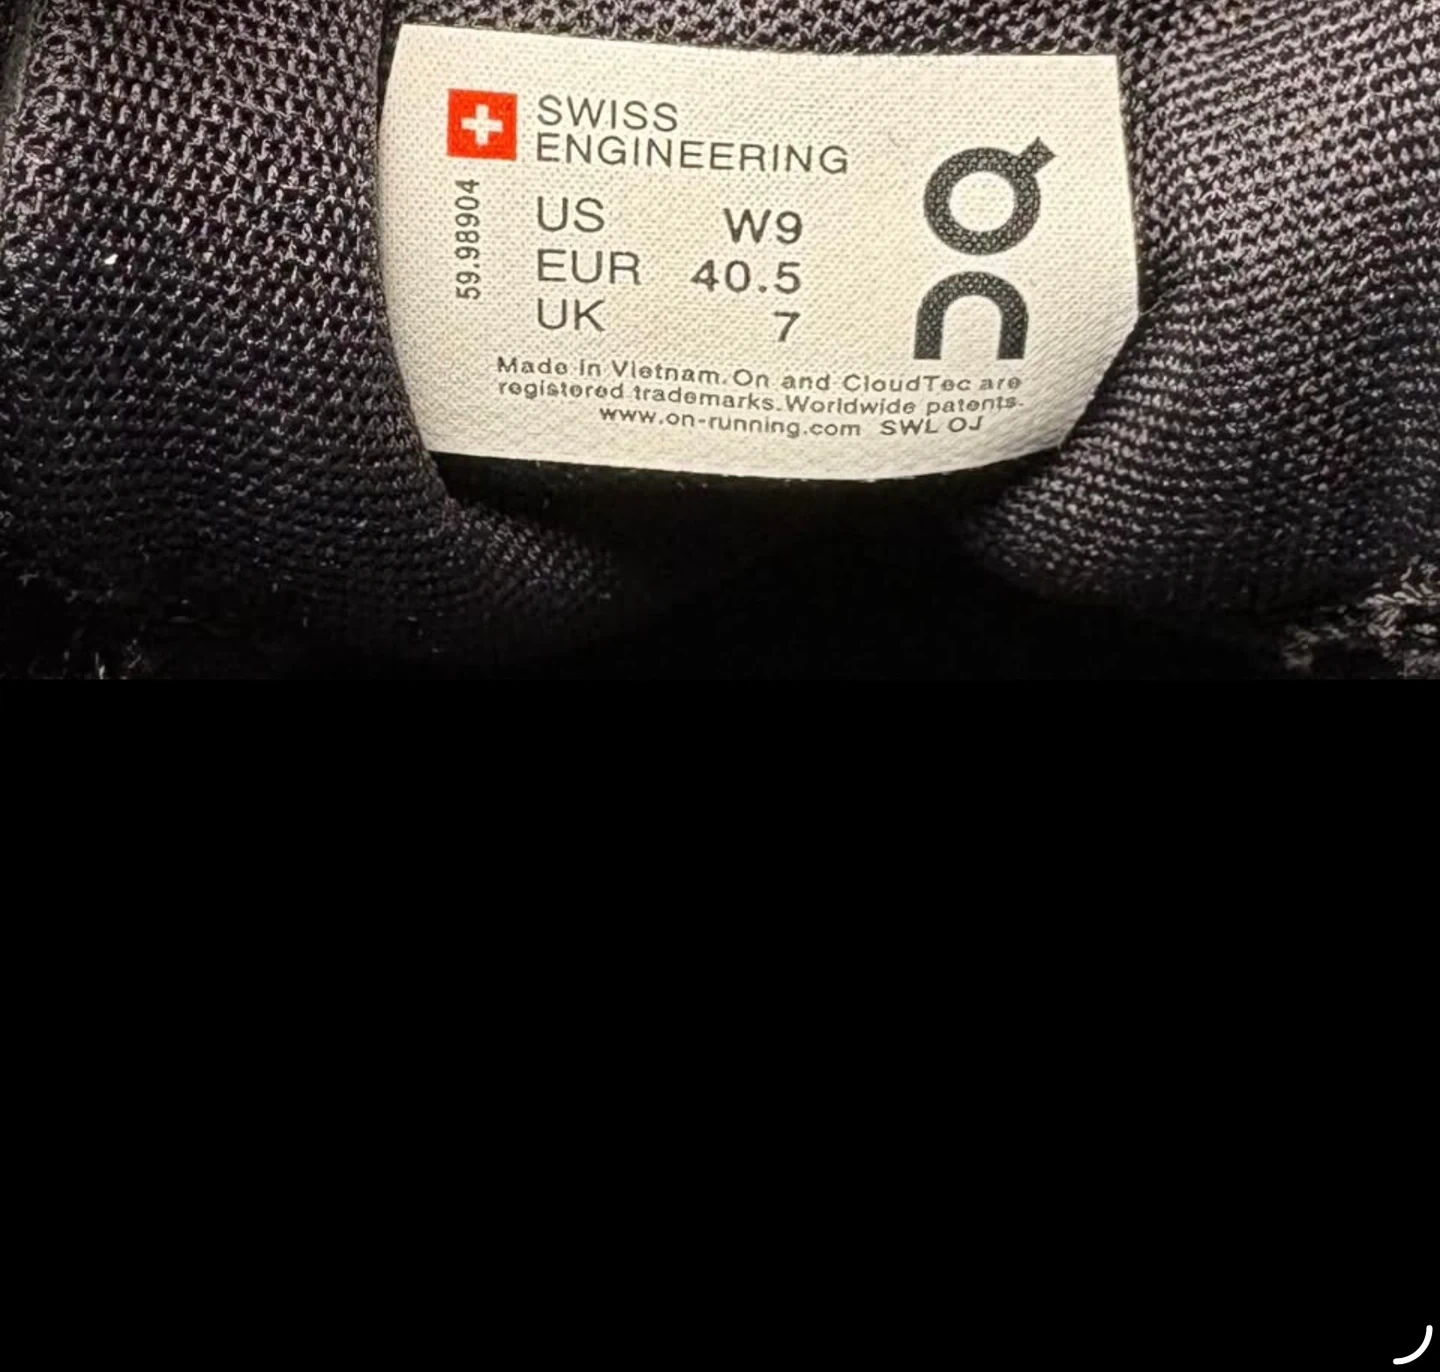 SWISS
ENGINEERING
59.98904
US W9
EUR 40.5
UK 7
On
Made in Vietnam. On and CloudTec are
registered trademarks. Worldwide patents.
www.on-running.com SWL OJ